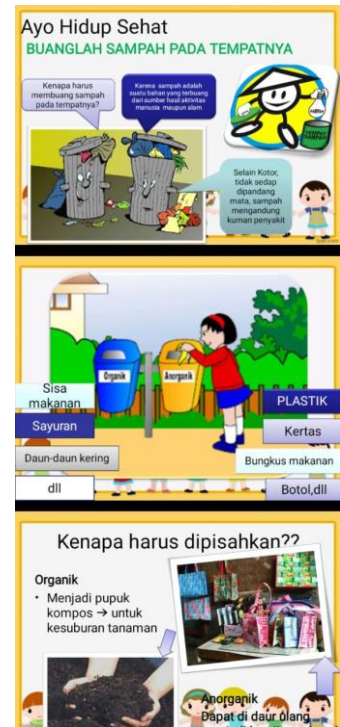 Ayo Hidup Sehat
BUANGLAH SAMPAH PADA TEMPATNYA
Kenapa harus
membuang sampah
pada tempatnya?
Karena sampah adalah
suatu bahan yang terbuang
dari sumber hasil aktivitas
manusia maupun alam
TEMPAT
SAMPAH
Selain Kotor,
tidak sedap
dipandang
mata, sampah
mengandung
kuman penyakit
Organik
Anorganik
Sisa
makanan
Sayuran
Daun-daun kering
dll
PLASTIK
Kertas
Bungkus makanan
Botol,dll
Kenapa harus dipisahkan??
Organik
• Menjadi pupuk
kompos → untuk
kesuburan tanaman
Anorganik
Dapat di daur ulang